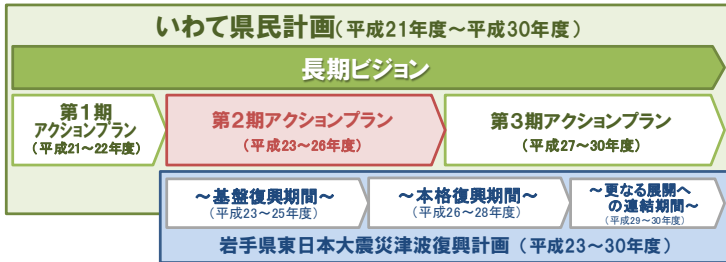 いわて県民計画(平成21年度～平成30年度)
長期ビジョン
第1期
アクションプラン
(平成21～22年度)
第2期アクションプラン
(平成23～26年度)
第3期アクションプラン
(平成27～30年度)
～基盤復興期間～
(平成23～25年度)
～本格復興期間～
(平成26～28年度)
～更なる展開へ
の連結期間～
(平成29～30年度)
岩手県東日本大震災津波復興計画(平成23～30年度)